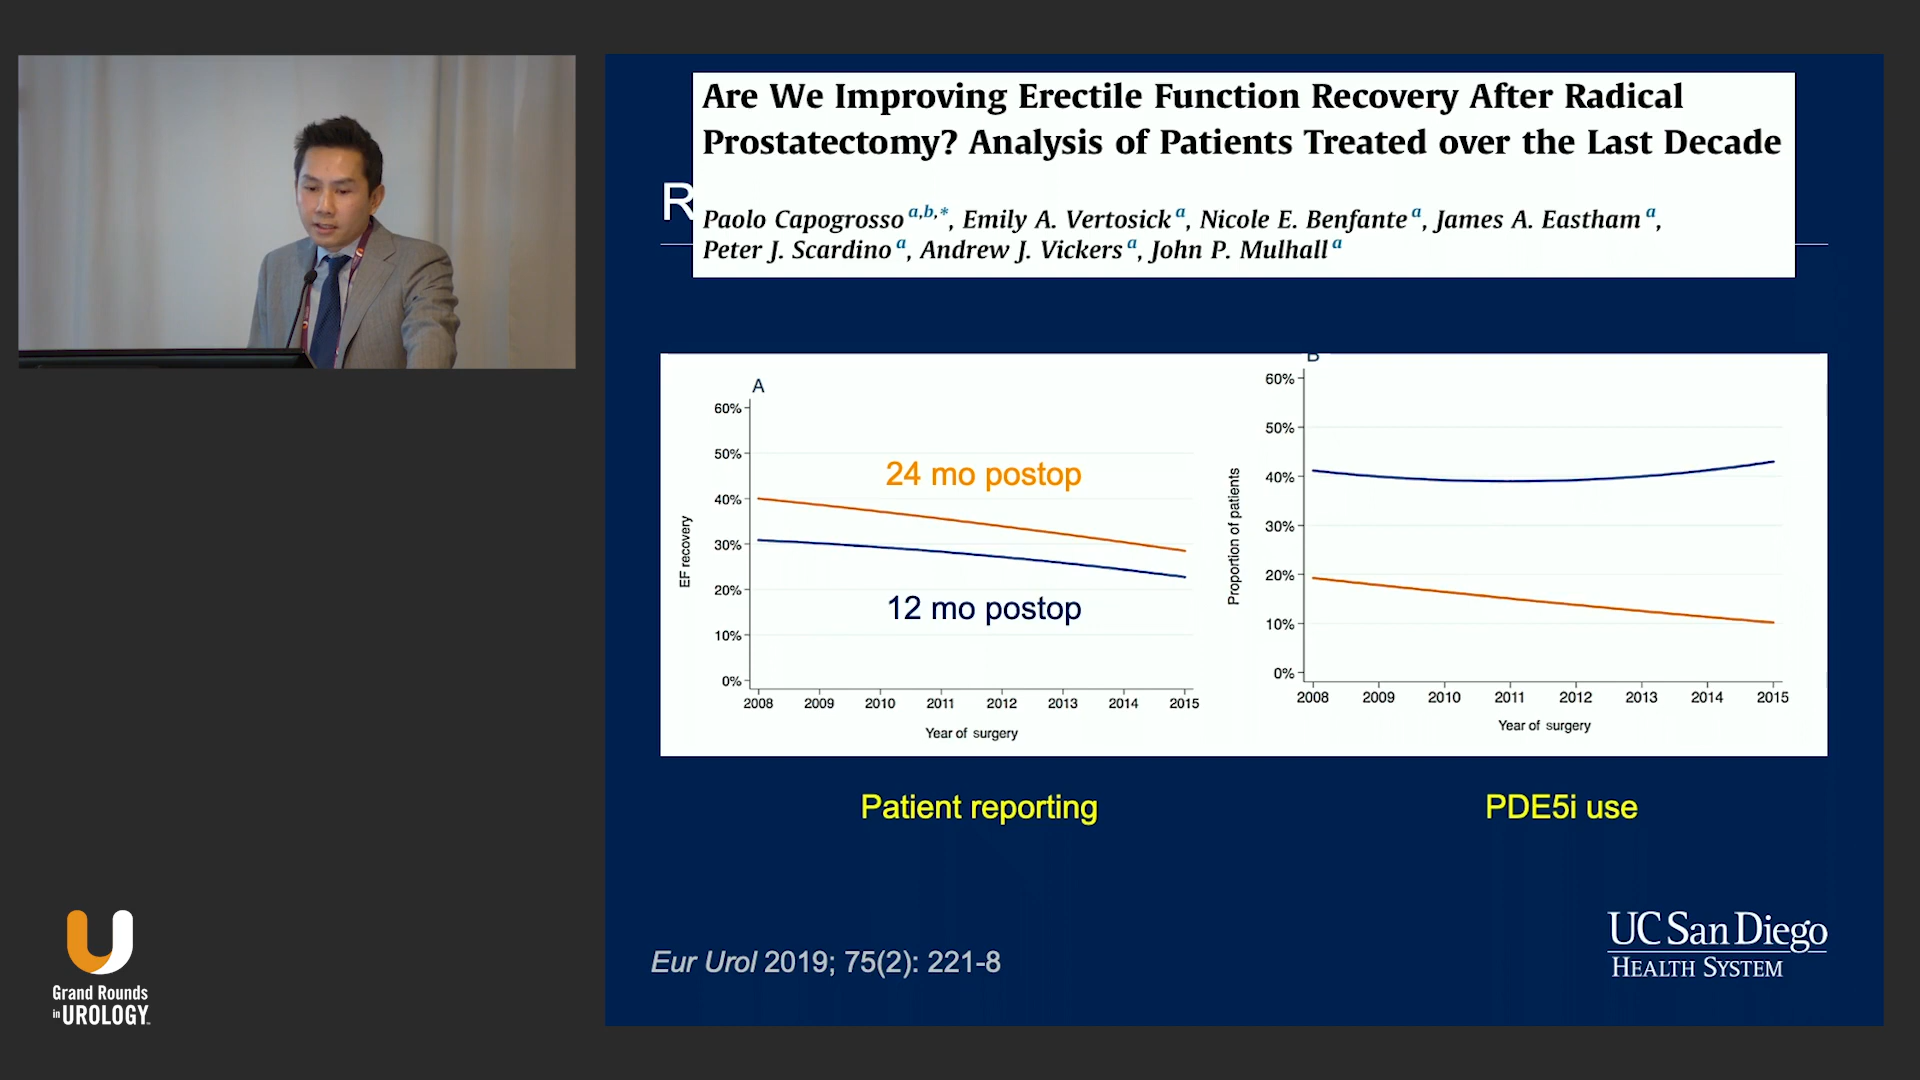 Are We Improving Erectile Function Recovery After Radical
Prostatectomy? Analysis of Patients Treated over the Last Decade
R
Paolo Capogrosso a,b,*, Emily A. Vertosick a, Nicole E. Benfante a, James A. Eastham a,
Peter J. Scardino a, Andrew J. Vickers a, John P. Mulhall a
A
60%
50%
40%
30%
20%
10%
0%
EF recovery
24 mo postop
12 mo postop
2008 2009 2010 2011 2012 2013 2014 2015
Year of surgery
B
60%
50%
40%
30%
20%
10%
0%
Proportion of patients
2008 2009 2010 2011 2012 2013 2014 2015
Year of surgery
Patient reporting
PDE5i use
Eur Urol 2019; 75(2): 221-8
UC San Diego
HEALTH SYSTEM
Grand Rounds
in UROLOGY